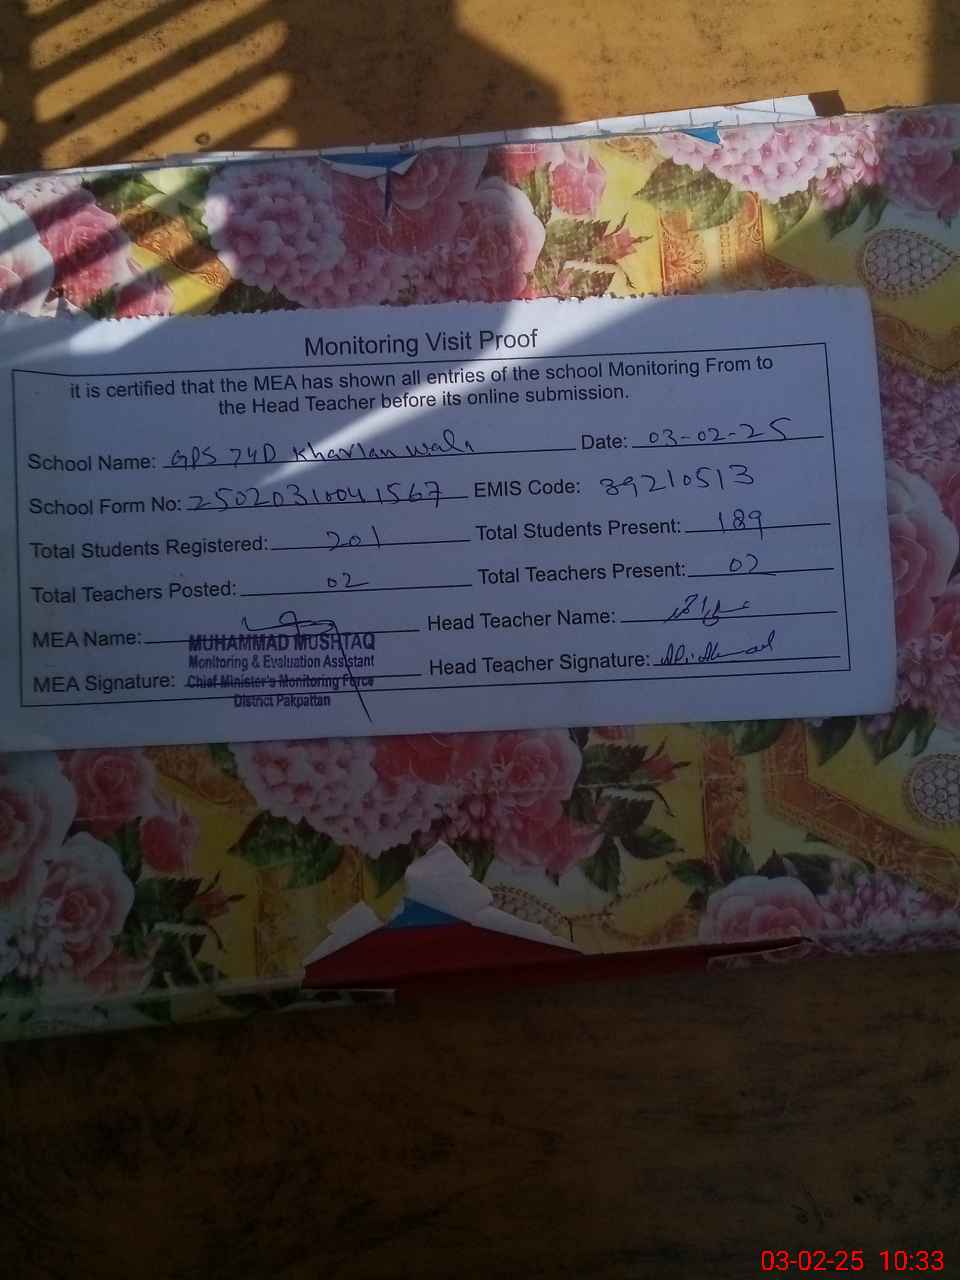 Monitoring Visit Proof
it is certified that the MEA has shown all entries of the school Monitoring From to
the Head Teacher before its online submission.
School Name: GPS 74D Kharlan wala Date: 03-02-25
School Form No: 25020310041567 EMIS Code: 39210513
Total Students Registered: 201 Total Students Present: 189
Total Teachers Posted: 02 Total Teachers Present: 02
MEA Name: Head Teacher Name:
MUHAMMAD MUSHTAQ
Monitoring & Evaluation Assistant
MEA Signature: Chief Minister's Monitoring Force Head Teacher Signature:
District Pakpattan
03-02-25 10:33